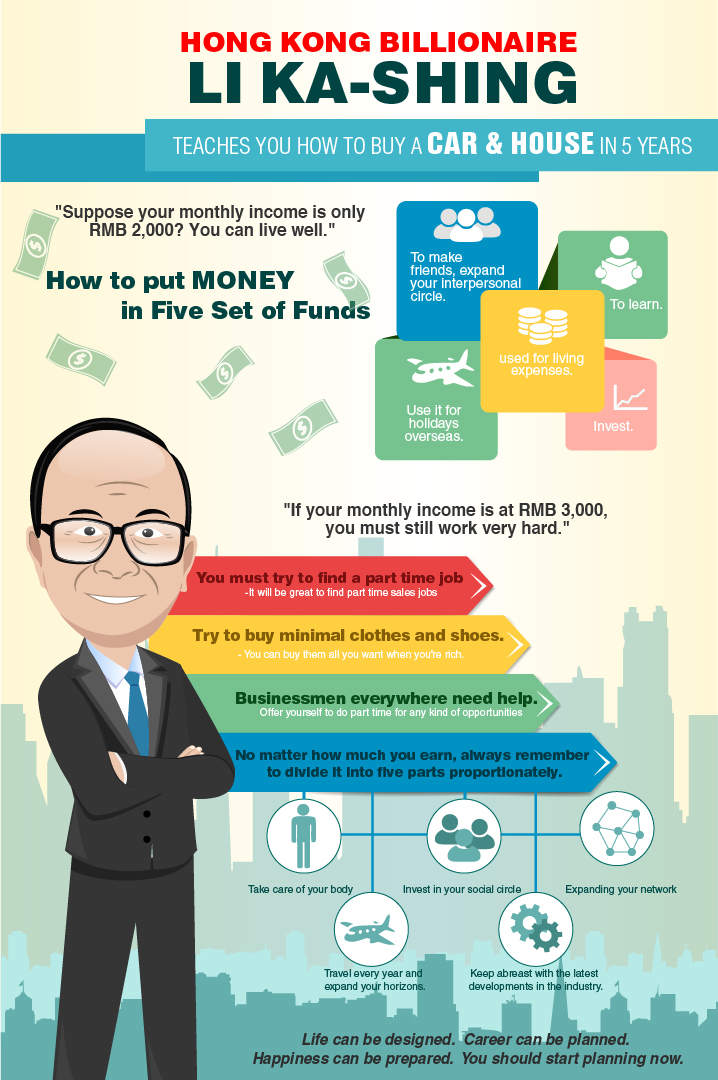 HONG KONG BILLIONAIRE
LI KA-SHING
TEACHES YOU HOW TO BUY A CAR & HOUSE IN 5 YEARS
"Suppose your monthly income is only
RMB 2,000? You can live well."
How to put MONEY
in Five Set of Funds
To make
friends, expand
your interpersonal
circle.
To learn.
used for living
expenses.
Use it for
holidays
overseas.
Invest.
"If your monthly income is at RMB 3,000,
you must still work very hard."
You must try to find a part time job
-It will be great to find part time sales jobs
Try to buy minimal clothes and shoes.
- You can buy them all you want when you're rich.
Businessmen everywhere need help.
Offer yourself to do part time for any kind of opportunities
No matter how much you earn, always remember
to divide it into five parts proportionately.
Take care of your body
Invest in your social circle
Expanding your network
Travel every year and
expand your horizons.
Keep abreast with the latest
developments in the industry.
Life can be designed. Career can be planned.
Happiness can be prepared. You should start planning now.